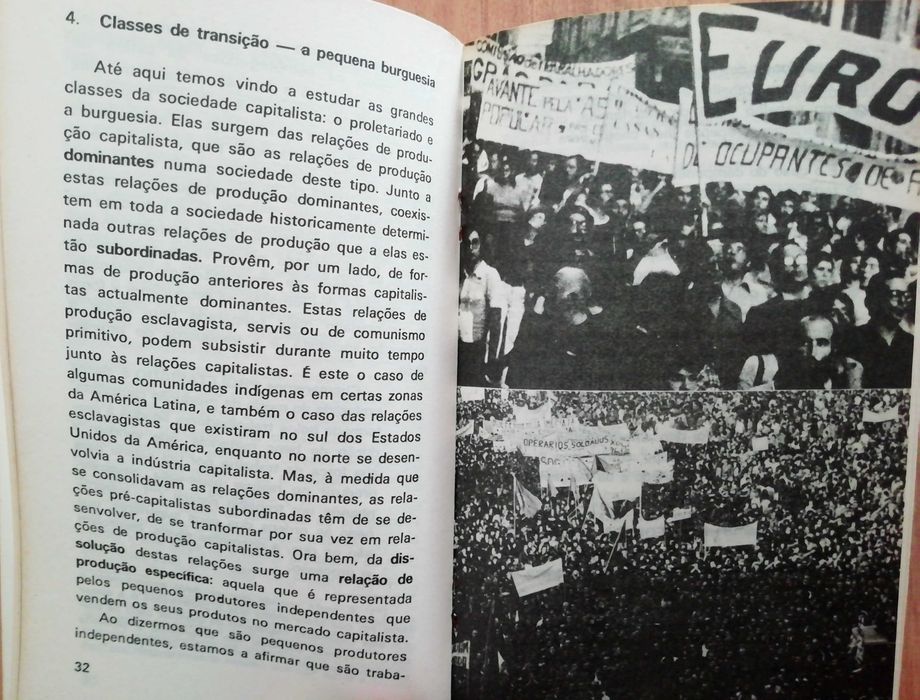 4. Classes de transição — a pequena burguesia
Até aqui temos vindo a estudar as grandes
classes da sociedade capitalista: o proletariado e
a burguesia. Elas surgem das relações de produ-
ção capitalista, que são as relações de produção
dominantes numa sociedade deste tipo. Junto a
estas relações de produção dominantes, coexis-
tem em toda a sociedade historicamente determi-
nada outras relações de produção que a elas es-
tão subordinadas. Provêm, por um lado, de for-
mas de produção anteriores às formas capitalis-
tas actualmente dominantes. Estas relações de
produção esclavagista, servis ou de comunismo
primitivo, podem subsistir durante muito tempo
junto às relações capitalistas. É este o caso de
algumas comunidades indígenas em certas zonas
da América Latina, e também o caso das relações
esclavagistas que existiram no sul dos Estados
Unidos da América, enquanto no norte se desen-
volvia a indústria capitalista. Mas, à medida que
se consolidavam as relações dominantes, as rela-
ções pré-capitalistas subordinadas têm de se de-
senvolver, de se tranformar por sua vez em rela-
ções de produção capitalistas. Ora bem, da dis-
solução destas relações surge uma relação de
produção específica: aquela que é representada
pelos pequenos produtores independentes que
vendem os seus produtos no mercado capitalista.
Ao dizermos que são pequenos produtores
independentes, estamos a afirmar que são traba-
32
COMISSÃO DE TRABALHADORES
AVANTE PELA
POPULAR
EURO
DE OCUPANTES DE
OPERARIOS SOLDADOS